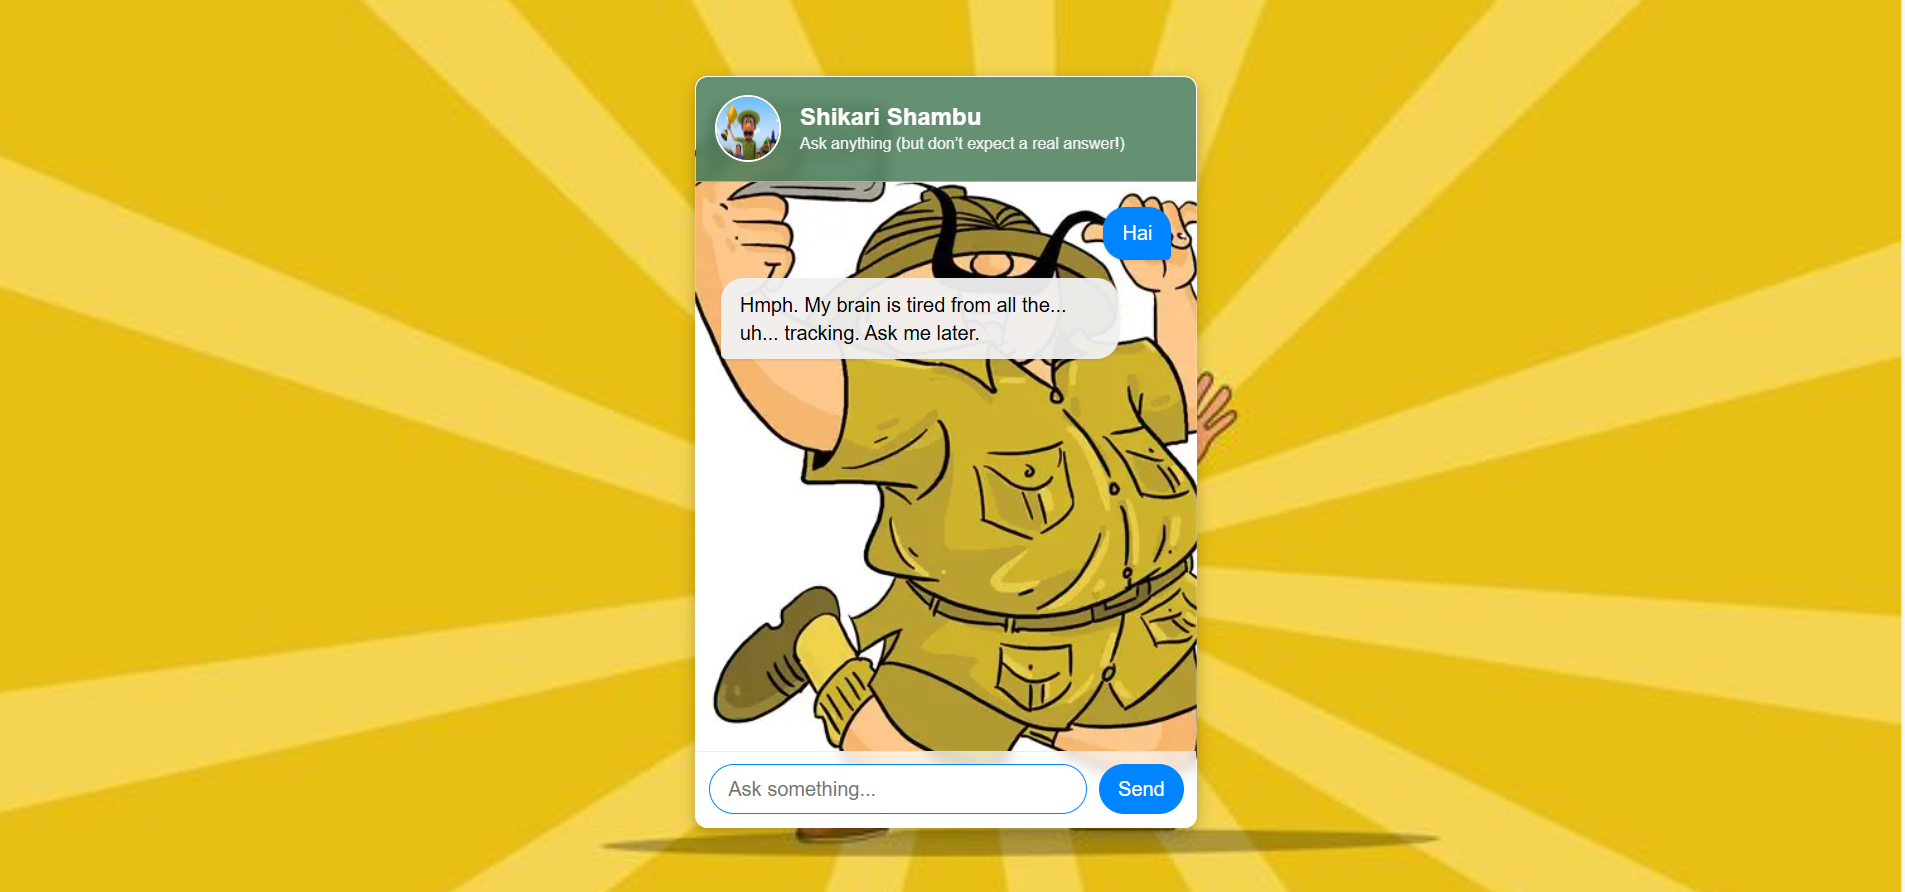 Shikari Shambu
Ask anything (but don't expect a real answer!)
Hai
Hmph. My brain is tired from all the...
uh... tracking. Ask me later.
Ask something...
Send